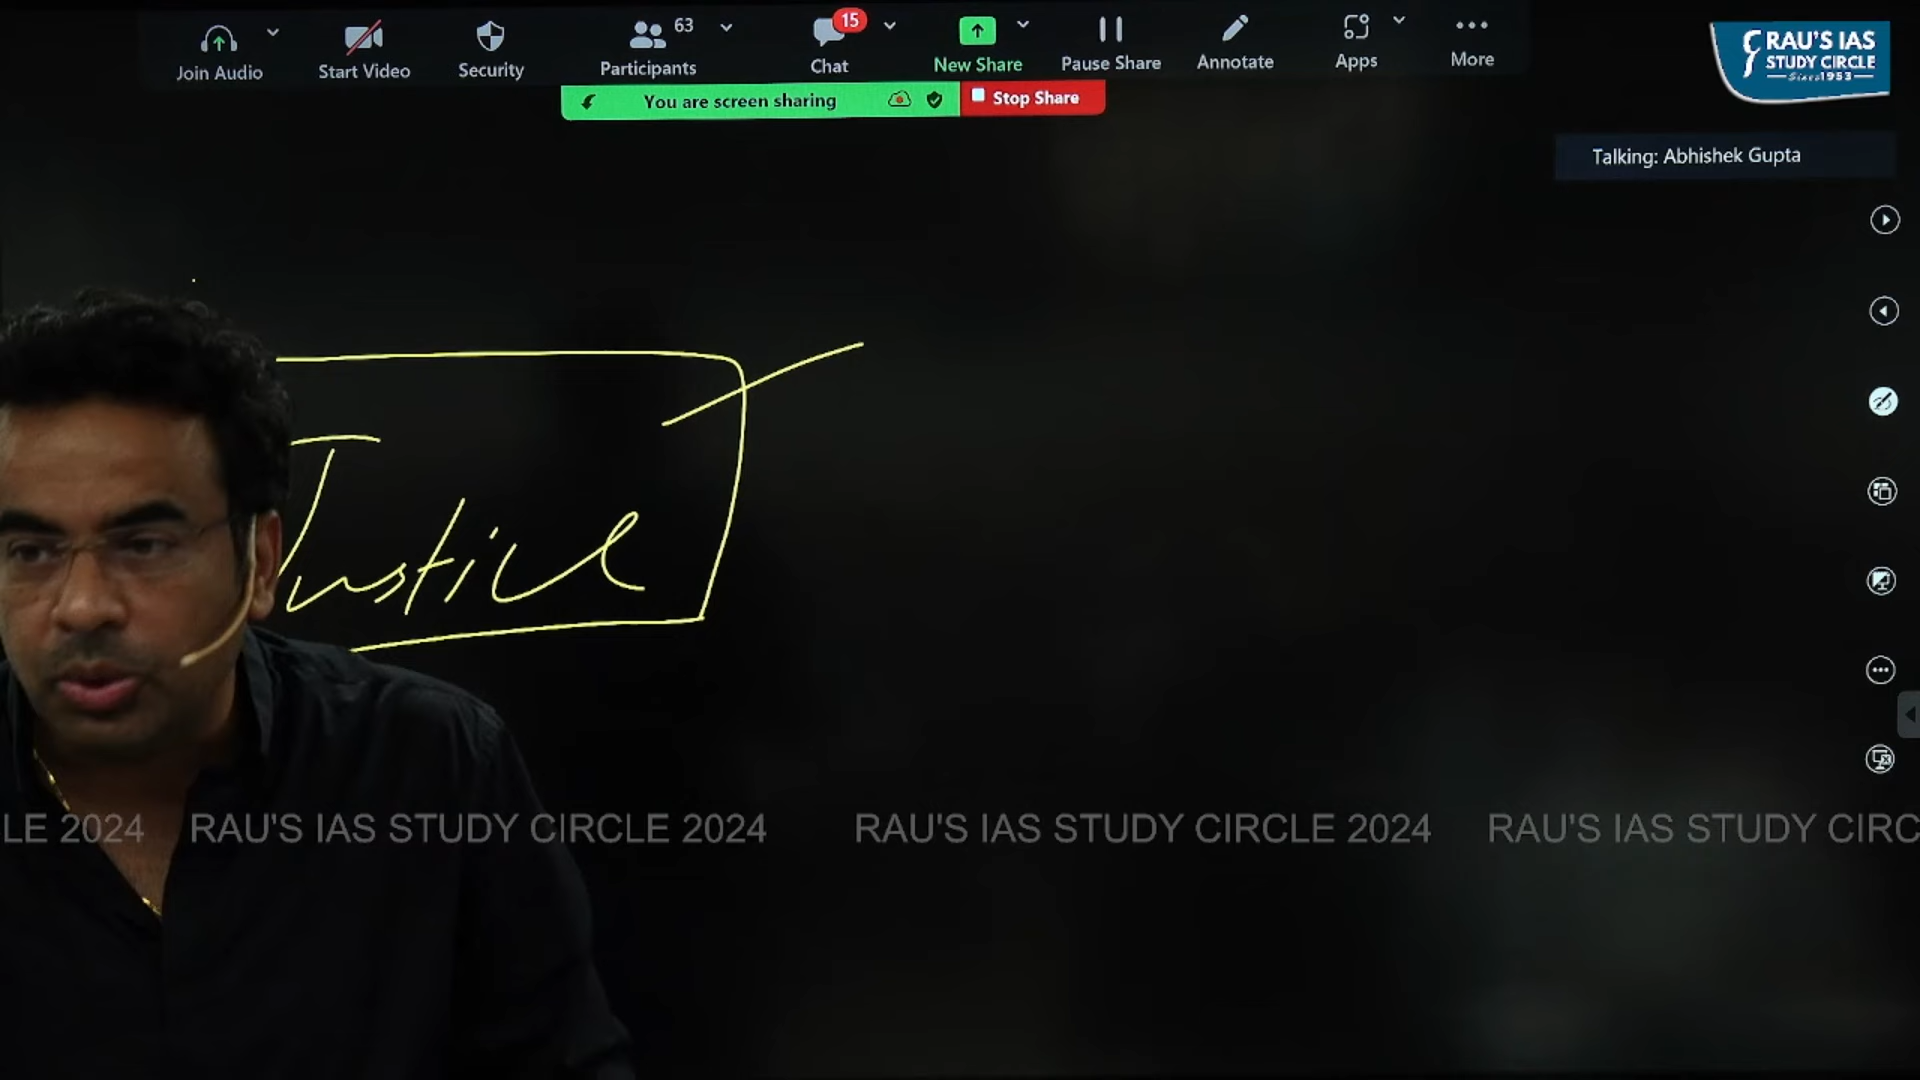 63
15
Join Audio
Start Video
Security
Participants
Chat
New Share
Pause Share
Annotate
Apps
More
You are screen sharing
Stop Share
RAU'S IAS
STUDY CIRCLE
Since 1953
Talking: Abhishek Gupta
Justice
LE 2024 RAU'S IAS STUDY CIRCLE 2024 RAU'S IAS STUDY CIRCLE 2024 RAU'S IAS STUDY CIRC